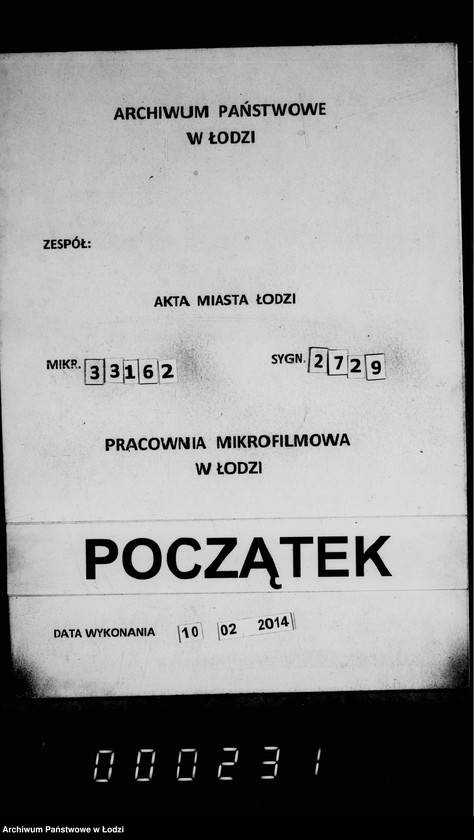 ARCHIWUM PAŃSTWOWE
W ŁODZI
ZESPÓŁ:
AKTA MIASTA ŁODZI
MIKR. 33162 SYGN. 2729
PRACOWNIA MIKROFILMOWA
W ŁODZI
POCZĄTEK
DATA WYKONANIA 10 02 2014
000231
Archiwum Państwowe w Łodzi